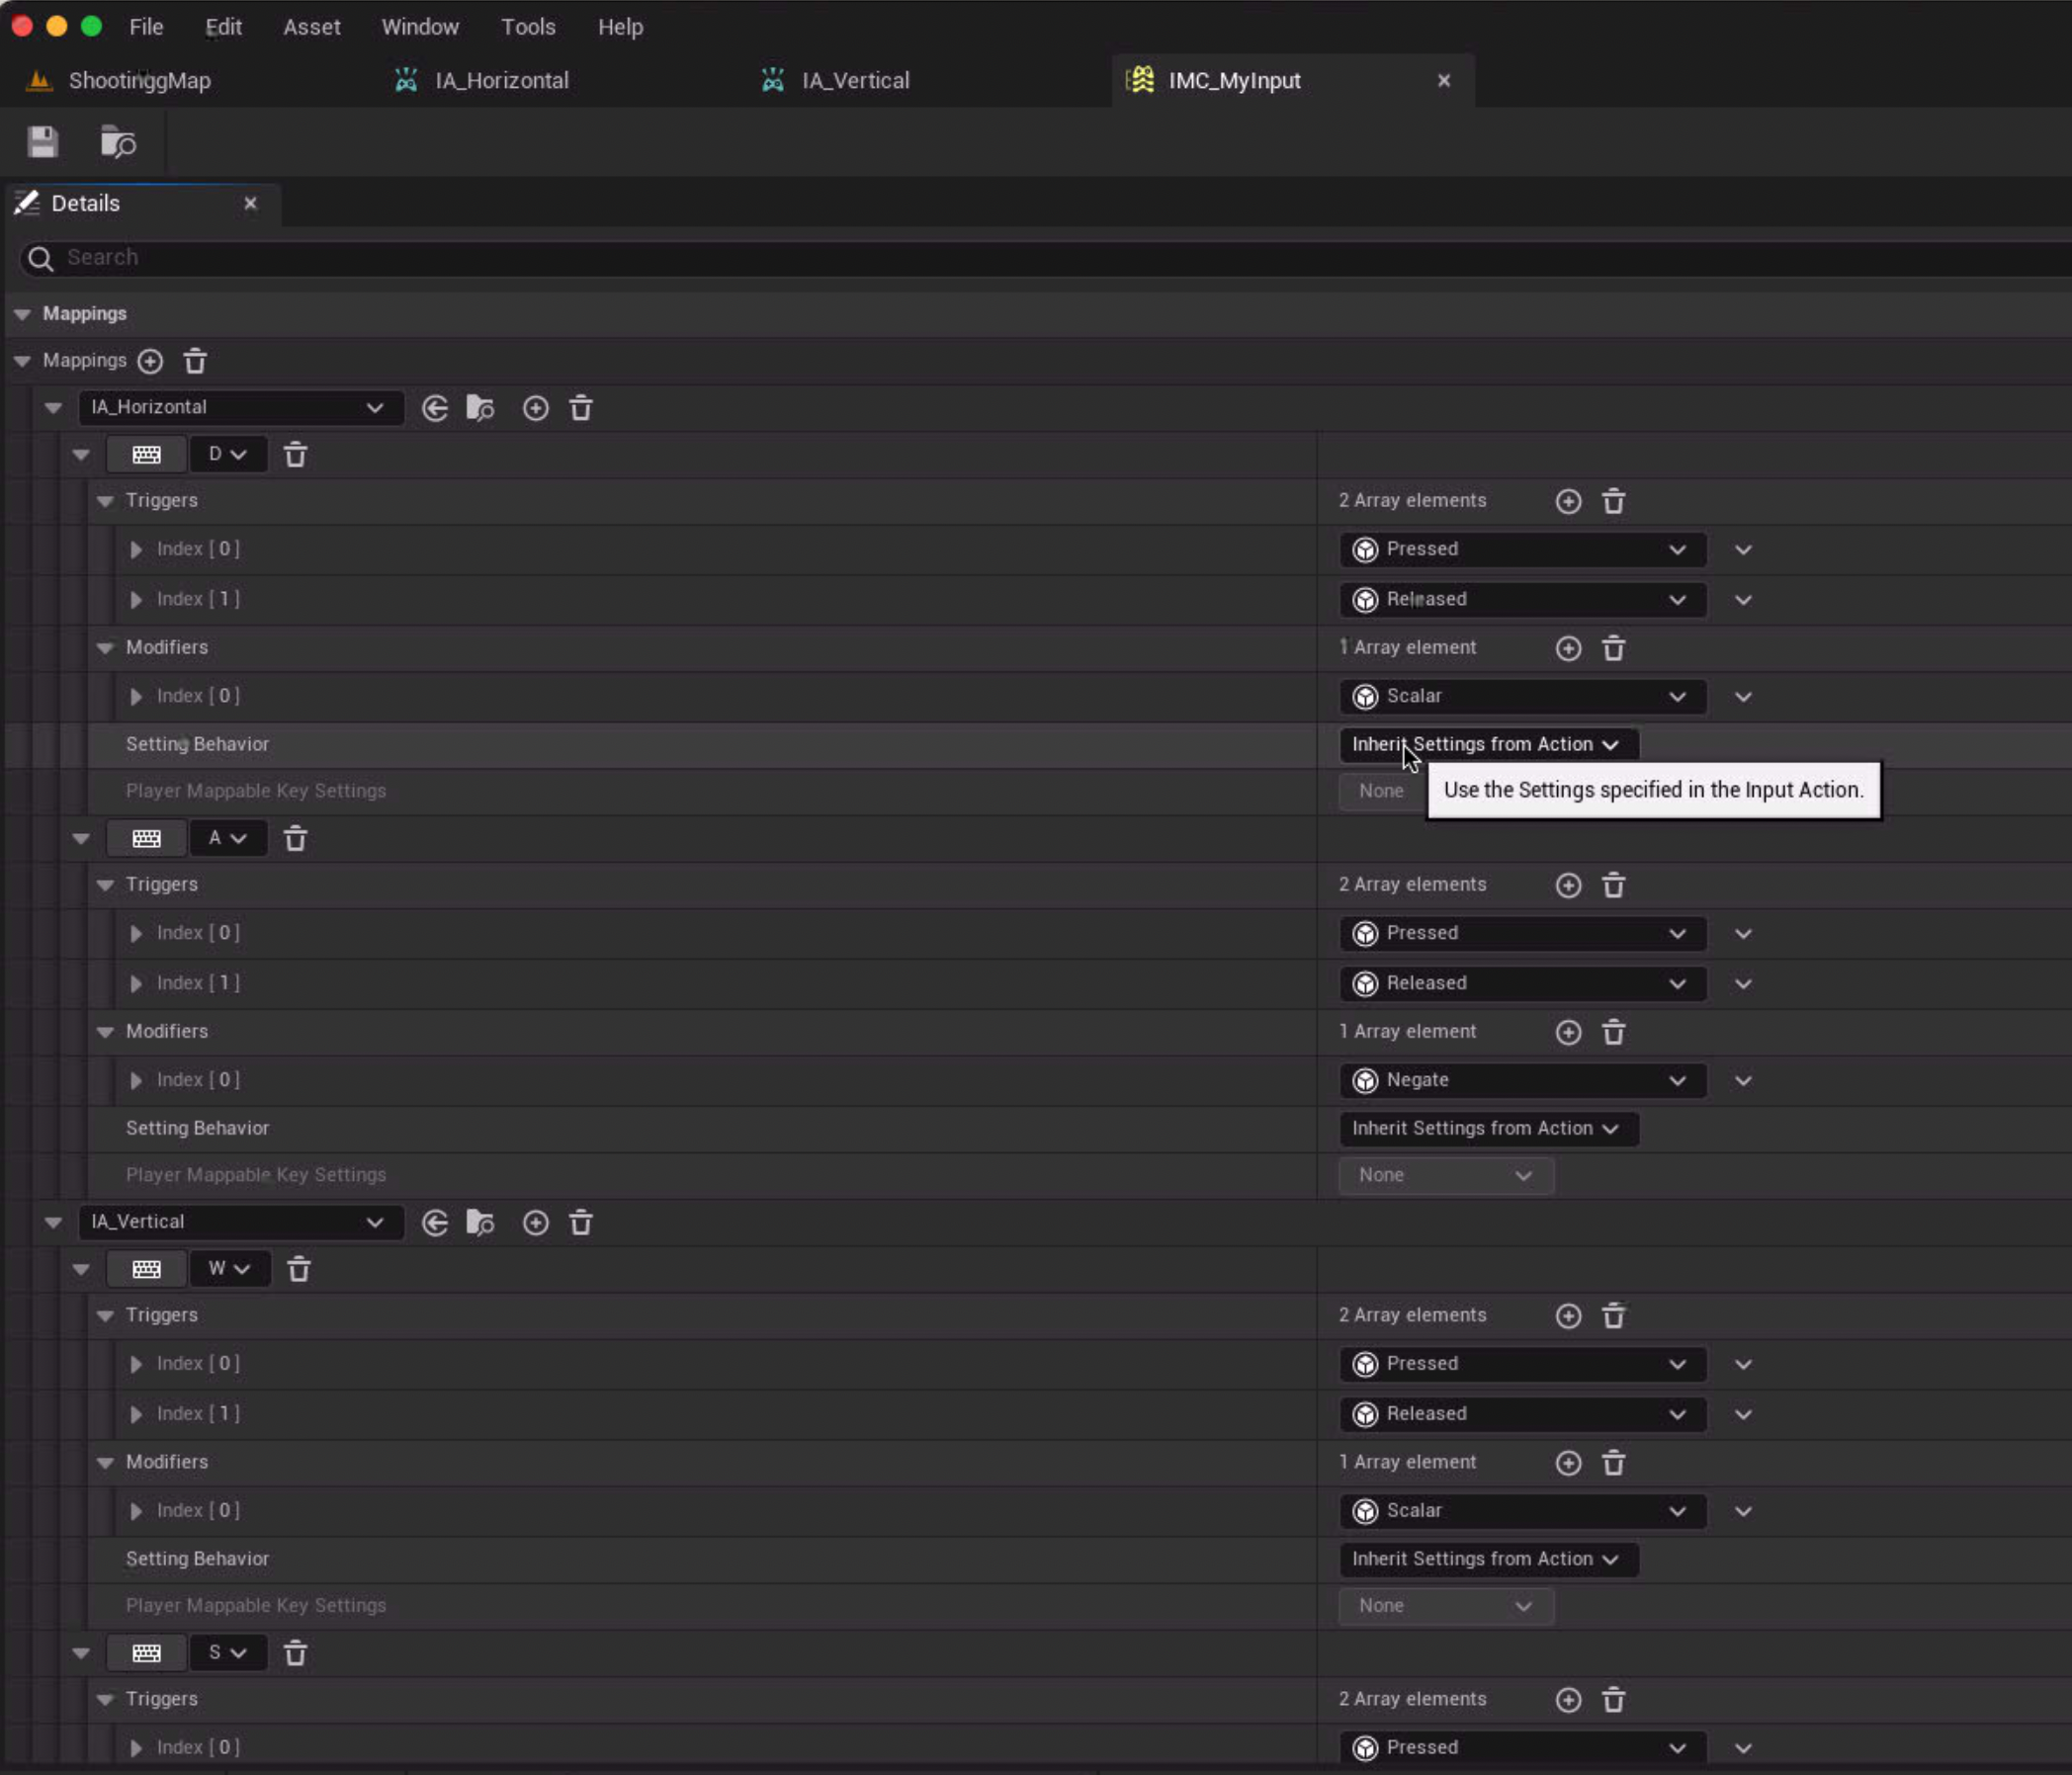 File Edit Asset Window Tools Help
ShootinggMap IA_Horizontal IA_Vertical IMC_MyInput
Details
Search
Mappings
Mappings
IA_Horizontal
D
Triggers 2 Array elements
Index [ 0 ] Pressed
Index [ 1 ] Released
Modifiers 1 Array element
Index [ 0 ] Scalar
Setting Behavior Inherit Settings from Action
Player Mappable Key Settings None
Use the Settings specified in the Input Action.
A
Triggers 2 Array elements
Index [ 0 ] Pressed
Index [ 1 ] Released
Modifiers 1 Array element
Index [ 0 ] Negate
Setting Behavior Inherit Settings from Action
Player Mappable Key Settings None
IA_Vertical
W
Triggers 2 Array elements
Index [ 0 ] Pressed
Index [ 1 ] Released
Modifiers 1 Array element
Index [ 0 ] Scalar
Setting Behavior Inherit Settings from Action
Player Mappable Key Settings None
S
Triggers 2 Array elements
Index [ 0 ] Pressed